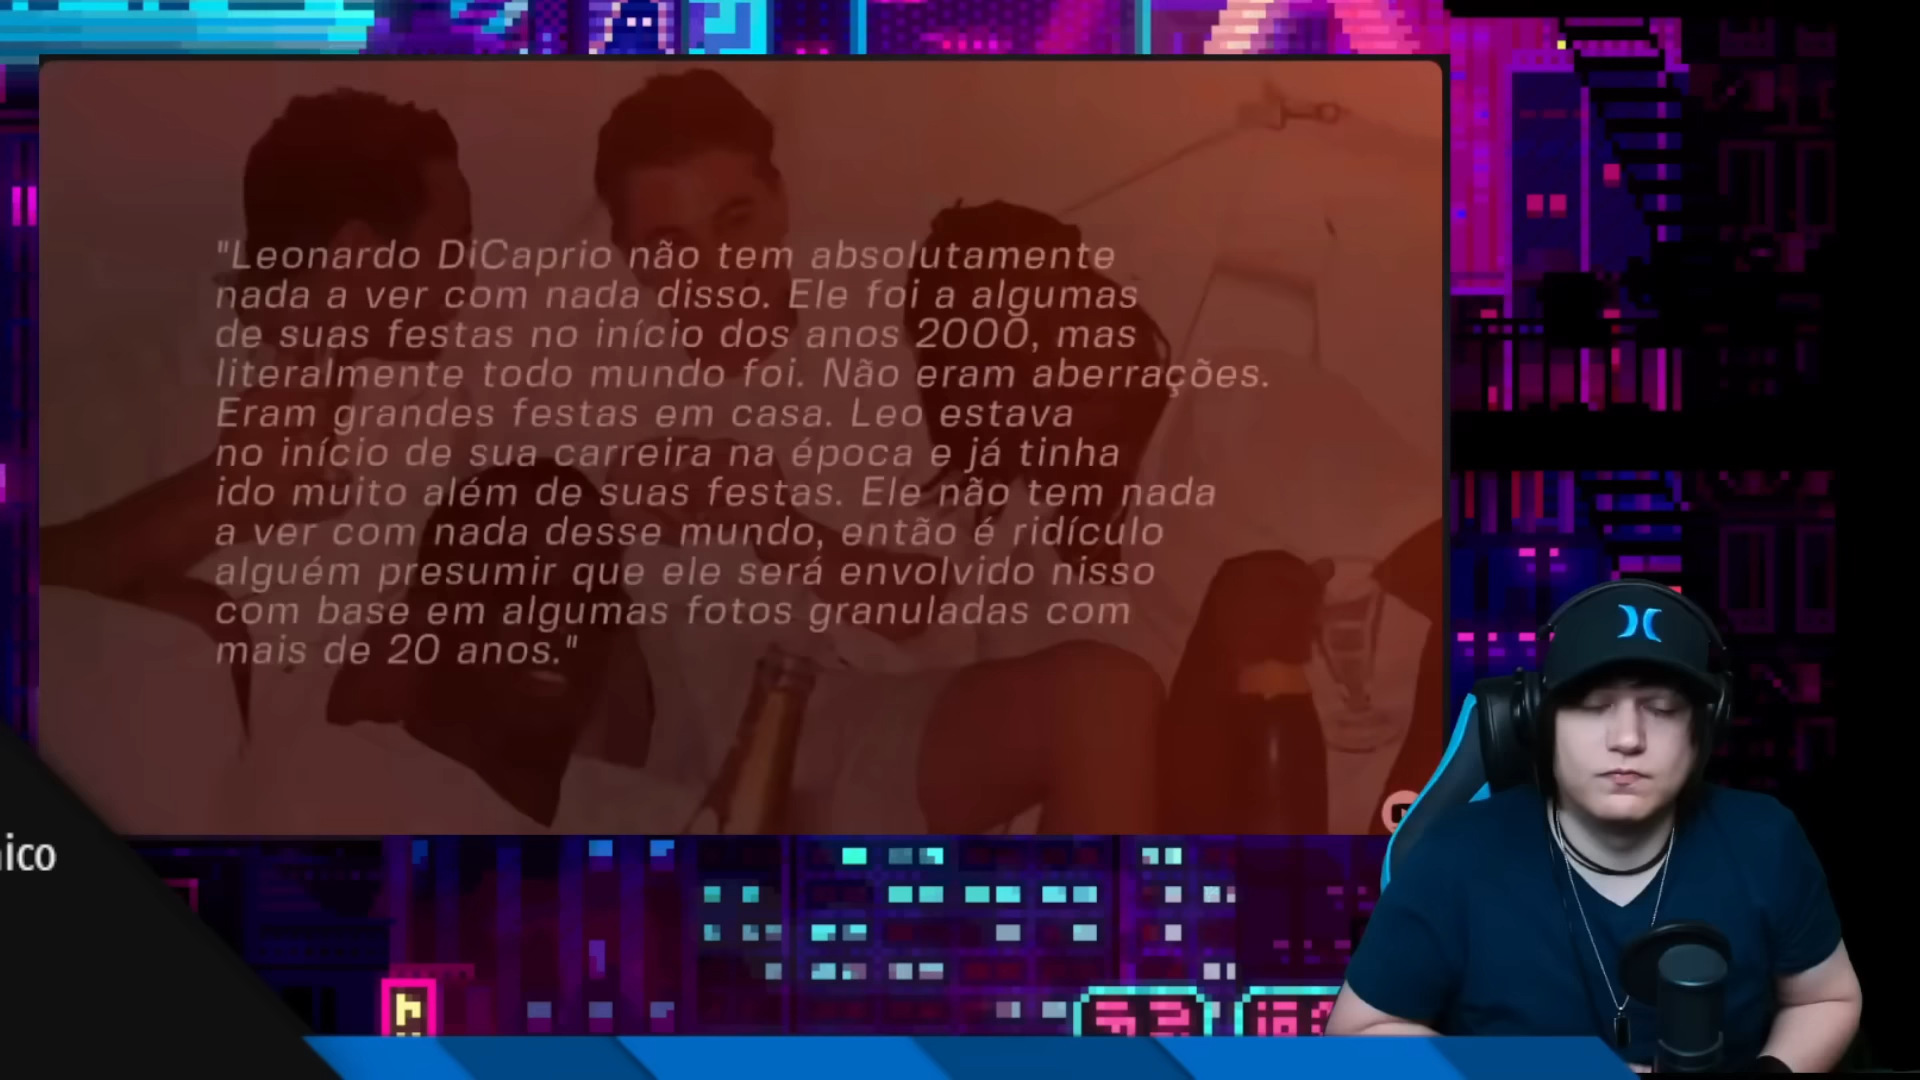 "Leonardo DiCaprio não tem absolutamente
nada a ver com nada disso. Ele foi a algumas
de suas festas no início dos anos 2000, mas
literalmente todo mundo foi. Não eram aberrações.
Eram grandes festas em casa. Leo estava
no início de sua carreira na época e já tinha
ido muito além de suas festas. Ele não tem nada
a ver com nada desse mundo, então é ridículo
alguém presumir que ele será envolvido nisso
com base em algumas fotos granuladas com
mais de 20 anos."
ico